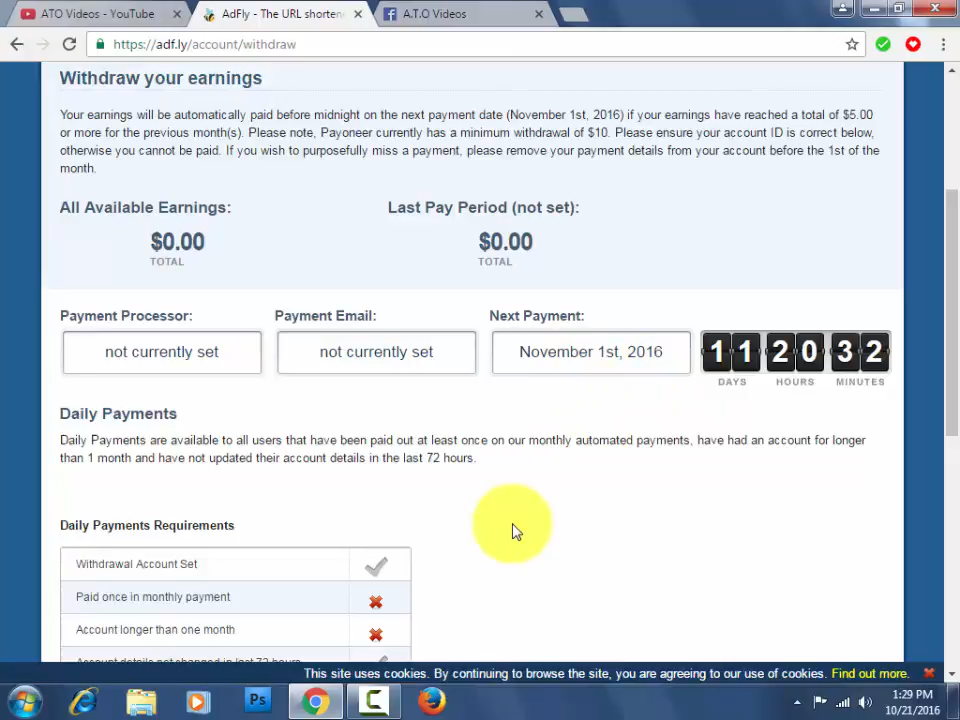 ATO Videos - YouTube
AdFly - The URL shorten
A.T.O Videos
https://adf.ly/account/withdraw
Withdraw your earnings
Your earnings will be automatically paid before midnight on the next payment date (November 1st, 2016) if your earnings have reached a total of $5.00
or more for the previous month(s). Please note, Payoneer currently has a minimum withdrawal of $10. Please ensure your account ID is correct below,
otherwise you cannot be paid. If you wish to purposefully miss a payment, please remove your payment details from your account before the 1st of the
month.
All Available Earnings:
Last Pay Period (not set):
$0.00
$0.00
TOTAL
TOTAL
Payment Processor:
Payment Email:
Next Payment:
not currently set
not currently set
November 1st, 2016
11 20 32
DAYS HOURS MINUTES
Daily Payments
Daily Payments are available to all users that have been paid out at least once on our monthly automated payments, have had an account for longer
than 1 month and have not updated their account details in the last 72 hours.
Daily Payments Requirements
Withdrawal Account Set
Paid once in monthly payment
Account longer than one month
Account details not changed in last 72 hours
This site uses cookies. By continuing to browse the site, you are agreeing to our use of cookies. Find out more.
Ps
1:29 PM
10/21/2016